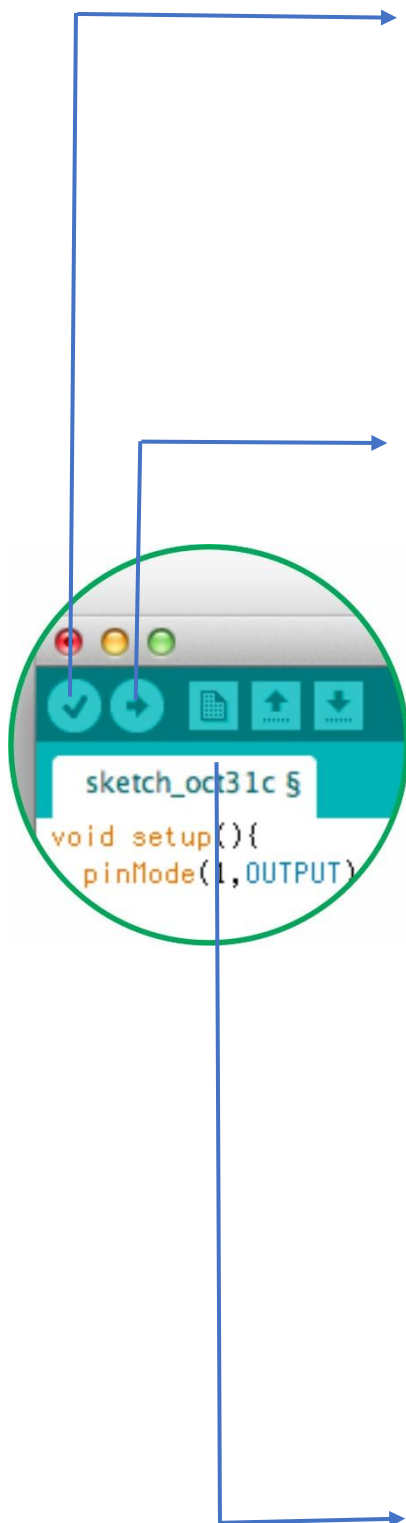 sketch_oct31c §
void setup(){
pinMode(1,OUTPUT)